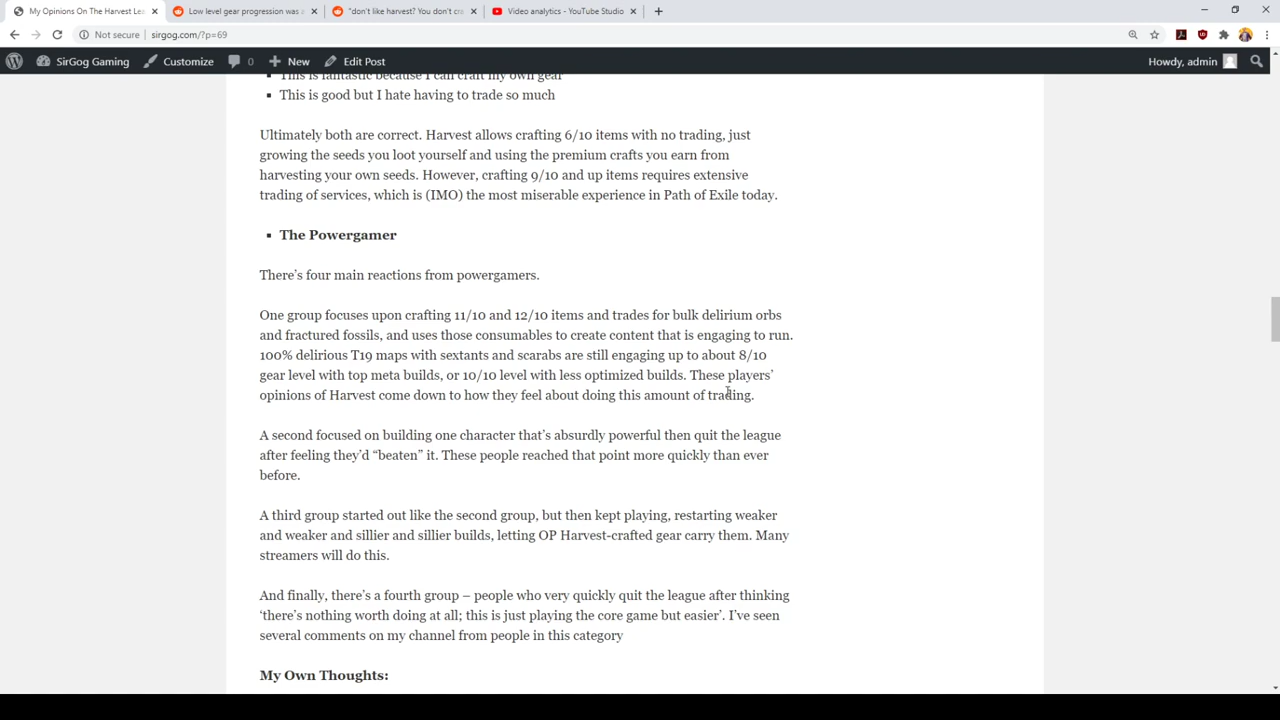 My Opinions On The Harvest Lea
Low level gear progression was a
"don't like harvest? You don't cra
Video analytics - YouTube Studio
Not secure | sirgog.com/?p=69
SirGog Gaming
Customize
0
New
Edit Post
Howdy, admin
This is fantastic because I can craft my own gear
This is good but I hate having to trade so much
Ultimately both are correct. Harvest allows crafting 6/10 items with no trading, just
growing the seeds you loot yourself and using the premium crafts you earn from
harvesting your own seeds. However, crafting 9/10 and up items requires extensive
trading of services, which is (IMO) the most miserable experience in Path of Exile today.
The Powergamer
There's four main reactions from powergamers.
One group focuses upon crafting 11/10 and 12/10 items and trades for bulk delirium orbs
and fractured fossils, and uses those consumables to create content that is engaging to run.
100% delirious T19 maps with sextants and scarabs are still engaging up to about 8/10
gear level with top meta builds, or 10/10 level with less optimized builds. These players'
opinions of Harvest come down to how they feel about doing this amount of trading.
A second focused on building one character that's absurdly powerful then quit the league
after feeling they'd "beaten" it. These people reached that point more quickly than ever
before.
A third group started out like the second group, but then kept playing, restarting weaker
and weaker and sillier and sillier builds, letting OP Harvest-crafted gear carry them. Many
streamers will do this.
And finally, there's a fourth group – people who very quickly quit the league after thinking
'there's nothing worth doing at all; this is just playing the core game but easier'. I've seen
several comments on my channel from people in this category
My Own Thoughts: